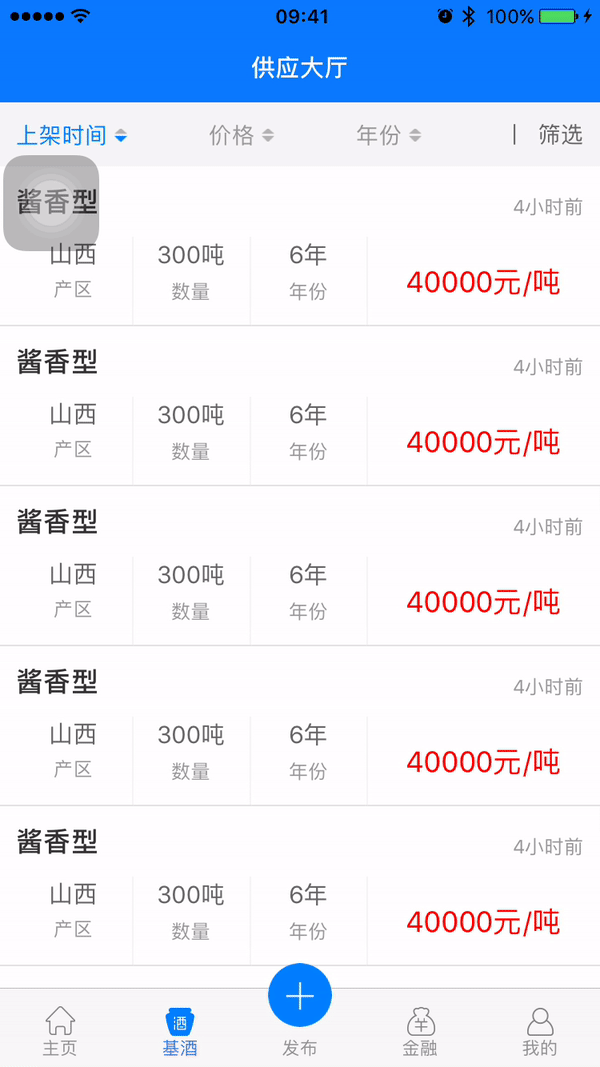 09:41 100%
供应大厅
上架时间 价格 年份 筛选
酱香型 4小时前
山西 300吨 6年 40000元/吨
产区 数量 年份
酱香型 4小时前
山西 300吨 6年 40000元/吨
产区 数量 年份
酱香型 4小时前
山西 300吨 6年 40000元/吨
产区 数量 年份
酱香型 4小时前
山西 300吨 6年 40000元/吨
产区 数量 年份
酱香型 4小时前
山西 300吨 6年 40000元/吨
产区 数量 年份
酒
主页 基酒 发布 金融 我的